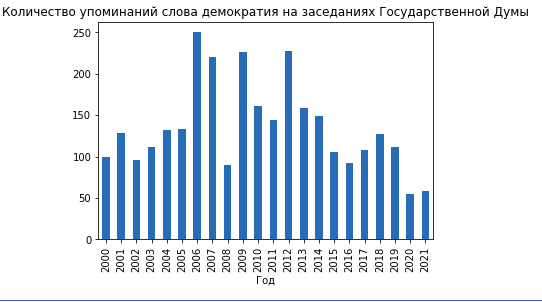 Количество упоминаний слова демократия на заседаниях Государственной Думы
250
200
150
100
50
0
2000 2001 2002 2003 2004 2005 2006 2007 2008 2009 2010 2011 2012 2013 2014 2015 2016 2017 2018 2019 2020 2021
Год